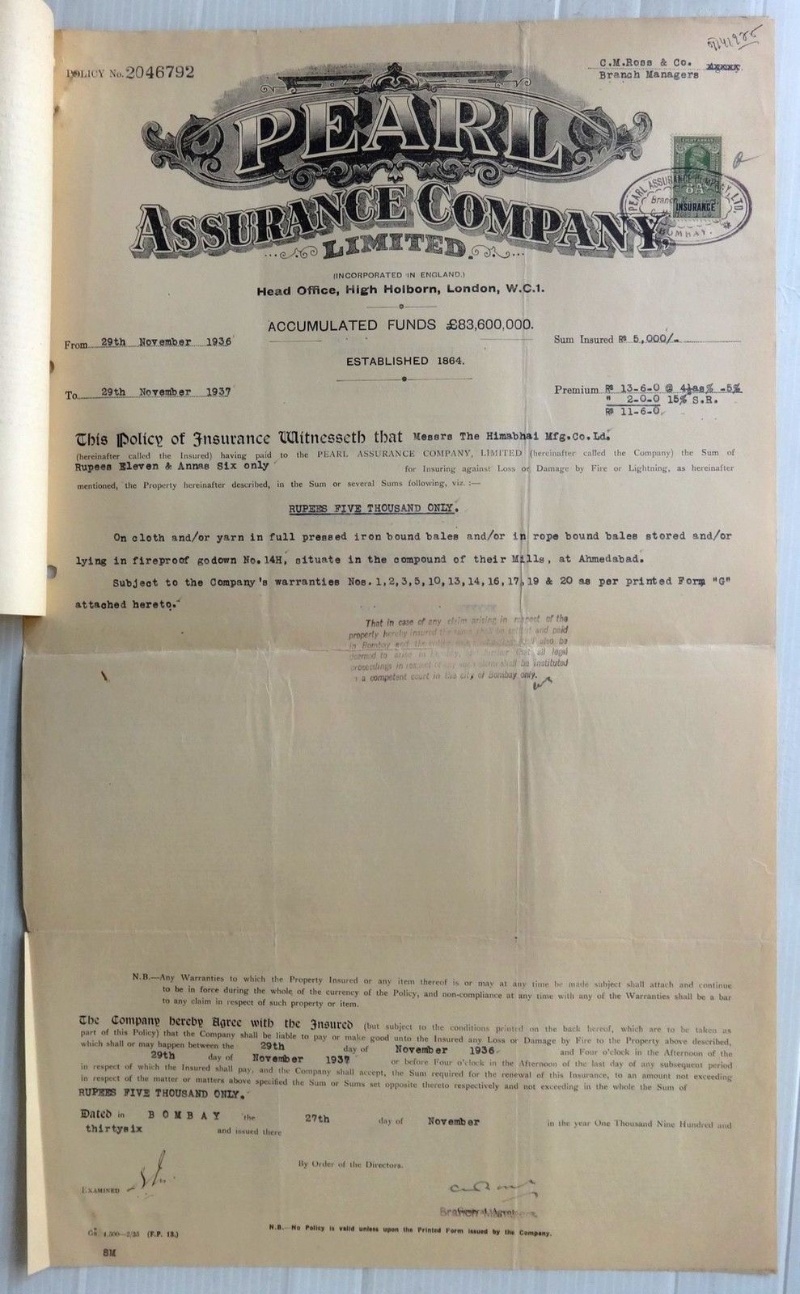 POLICY No. 2046792
C.M.Ross & Co.
Branch Managers
PEARL
ASSURANCE COMPANY,
LIMITED
INSURANCE
(INCORPORATED IN ENGLAND.)
Head Office, High Holborn, London, W.C.1.
ACCUMULATED FUNDS £83,600,000.
From 29th November 1936
Sum Insured Rs 5,000/-
ESTABLISHED 1864.
To 29th November 1937
Premium Rs 13-6-0 @ 4½as% -5%
" 2-0-0 15% S.R.
Rs 11-6-0
This Policy of Insurance Witnesseth that Messrs The Himabhai Mfg.Co.Ld.
(hereinafter called the Insured) having paid to the PEARL ASSURANCE COMPANY, LIMITED (hereinafter called the Company) the Sum of
Rupees Eleven & Annas Six only for Insuring against Loss or Damage by Fire or Lightning, as hereinafter
mentioned, the Property hereinafter described, in the Sum or several Sums following, viz. :—
RUPEES FIVE THOUSAND ONLY.
On cloth and/or yarn in full pressed iron bound bales and/or in rope bound bales stored and/or
lying in fireproof godown No.14H, situate in the compound of their Mills, at Ahmedabad.
Subject to the Company's warranties Nos.1,2,3,5,10,13,14,16,17,19 & 20 as per printed Form "G"
attached hereto.
That in case of any claim arising in respect of the
property hereby insured the and paid
in Bombay and the be
all legal
proceedings in be instituted
a competent court in the city of Bombay only.
N.B.—Any Warranties to which the Property Insured or any item thereof is or may at any time be made subject shall attach and continue
to be in force during the whole of the currency of the Policy, and non-compliance at any time with any of the Warranties shall be a bar
to any claim in respect of such property or item.
The Company hereby Agree with the Insured (but subject to the conditions printed on the back hereof, which are to be taken as
part of this Policy) that the Company shall be liable to pay or make good unto the Insured any Loss or Damage by Fire to the Property above described,
which shall or may happen between the 29th day of November 1936 and Four o'clock in the Afternoon of the
29th day of November 1937 or before Four o'clock in the Afternoon of the last day of any subsequent period
in respect of which the Insured shall pay, and the Company shall accept, the Sum required for the renewal of this Insurance, to an amount not exceeding
in respect of the matter or matters above specified the Sum or Sums set opposite thereto respectively and not exceeding in the whole the Sum of
RUPEES FIVE THOUSAND ONLY.
Dated in BOMBAY the 27th day of November in the year One Thousand Nine Hundred and
thirtysix and issued there
By Order of the Directors.
EXAMINED
N.B.—No Policy is valid unless upon the Printed Form issued by the Company.
(F.P. 13.)
SM